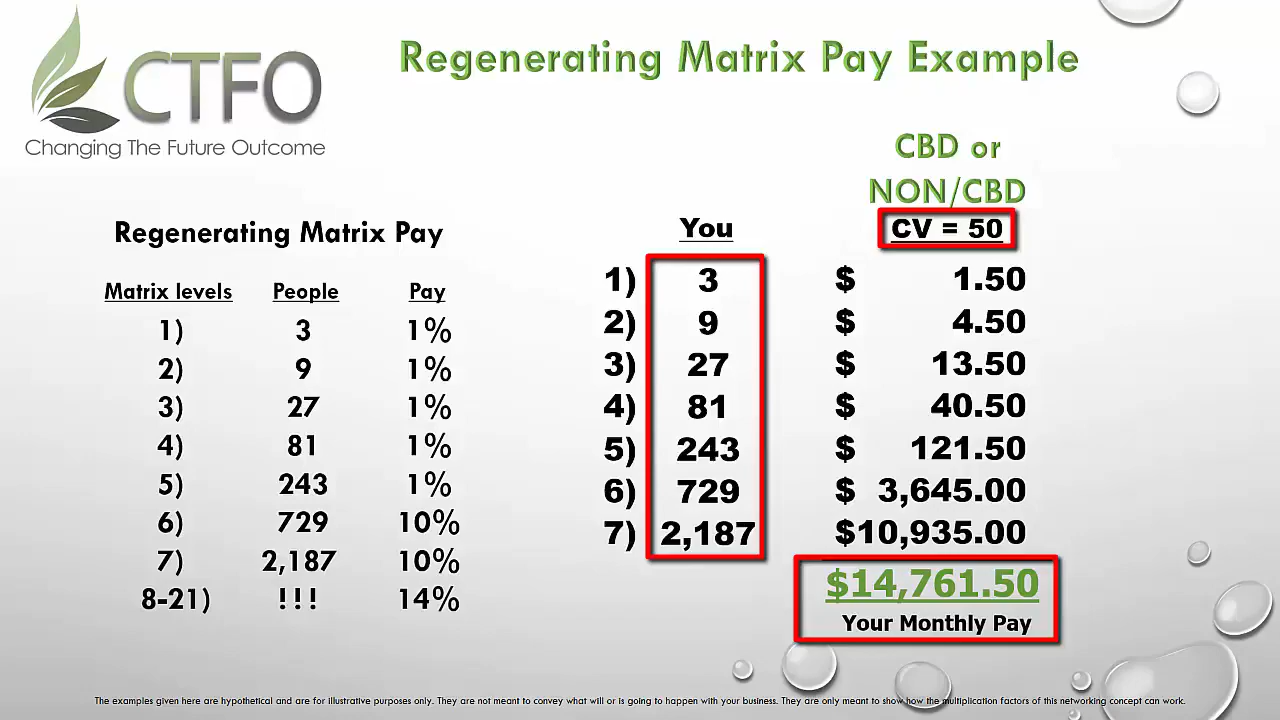 CTFO
Changing The Future Outcome
Regenerating Matrix Pay Example
CBD or
NON/CBD
Regenerating Matrix Pay
You
CV = 50
Matrix levels People Pay
1) 3 1%
2) 9 1%
3) 27 1%
4) 81 1%
5) 243 1%
6) 729 10%
7) 2,187 10%
8-21) !!! 14%
1) 3 $ 1.50
2) 9 $ 4.50
3) 27 $ 13.50
4) 81 $ 40.50
5) 243 $ 121.50
6) 729 $ 3,645.00
7) 2,187 $10,935.00
$14,761.50
Your Monthly Pay
The examples given here are hypothetical and are for illustrative purposes only. They are not meant to convey what will or is going to happen with your business. They are only meant to show how the multiplication factors of this networking concept can work.